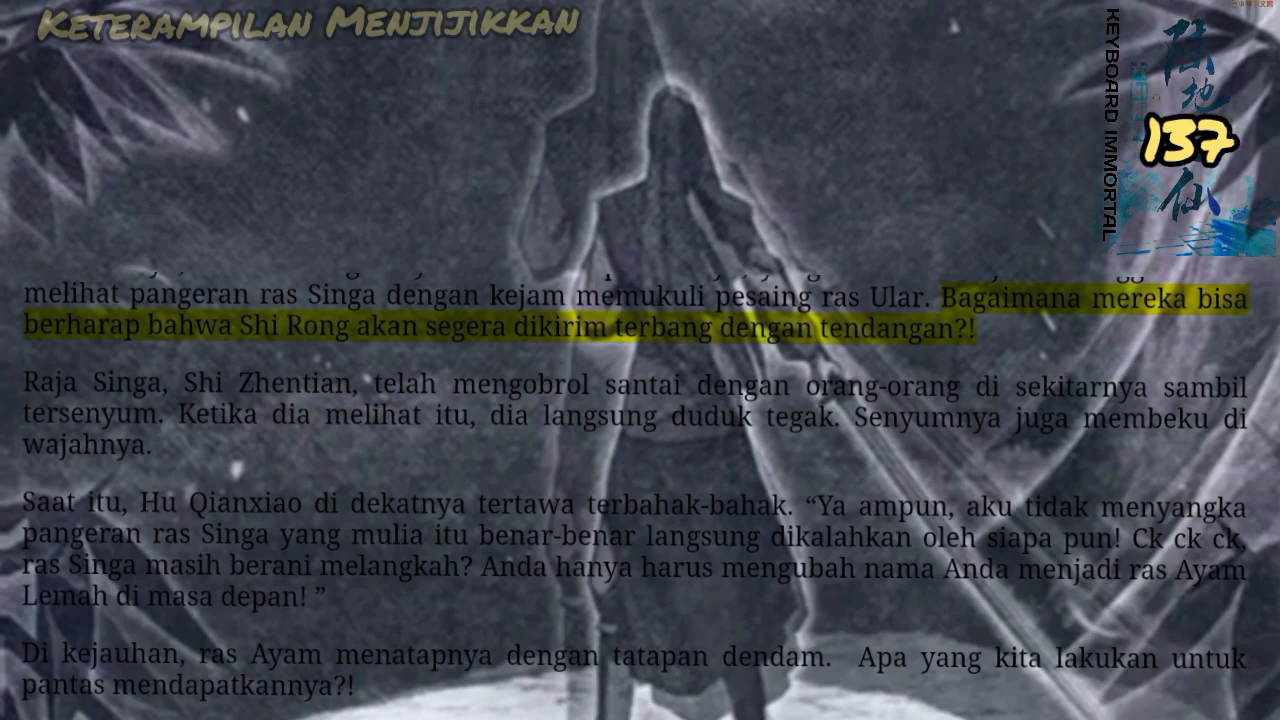 Keterampilan Menjijikkan
KEYBOARD IMMORTAL
陆地
137
仙
melihat pangeran ras Singa dengan kejam memukuli pesaing ras Ular. Bagaimana mereka bisa
berharap bahwa Shi Rong akan segera dikirim terbang dengan tendangan?!
Raja Singa, Shi Zhentian, telah mengobrol santai dengan orang-orang di sekitarnya sambil
tersenyum. Ketika dia melihat itu, dia langsung duduk tegak. Senyumnya juga membeku di
wajahnya.
Saat itu, Hu Qianxiao di dekatnya tertawa terbahak-bahak. “Ya ampun, aku tidak menyangka
pangeran ras Singa yang mulia itu benar-benar langsung dikalahkan oleh siapa pun! Ck ck ck,
ras Singa masih berani melangkah? Anda hanya harus mengubah nama Anda menjadi ras Ayam
Lemah di masa depan! ”
Di kejauhan, ras Ayam menatapnya dengan tatapan dendam. Apa yang kita lakukan untuk
pantas mendapatkannya?!